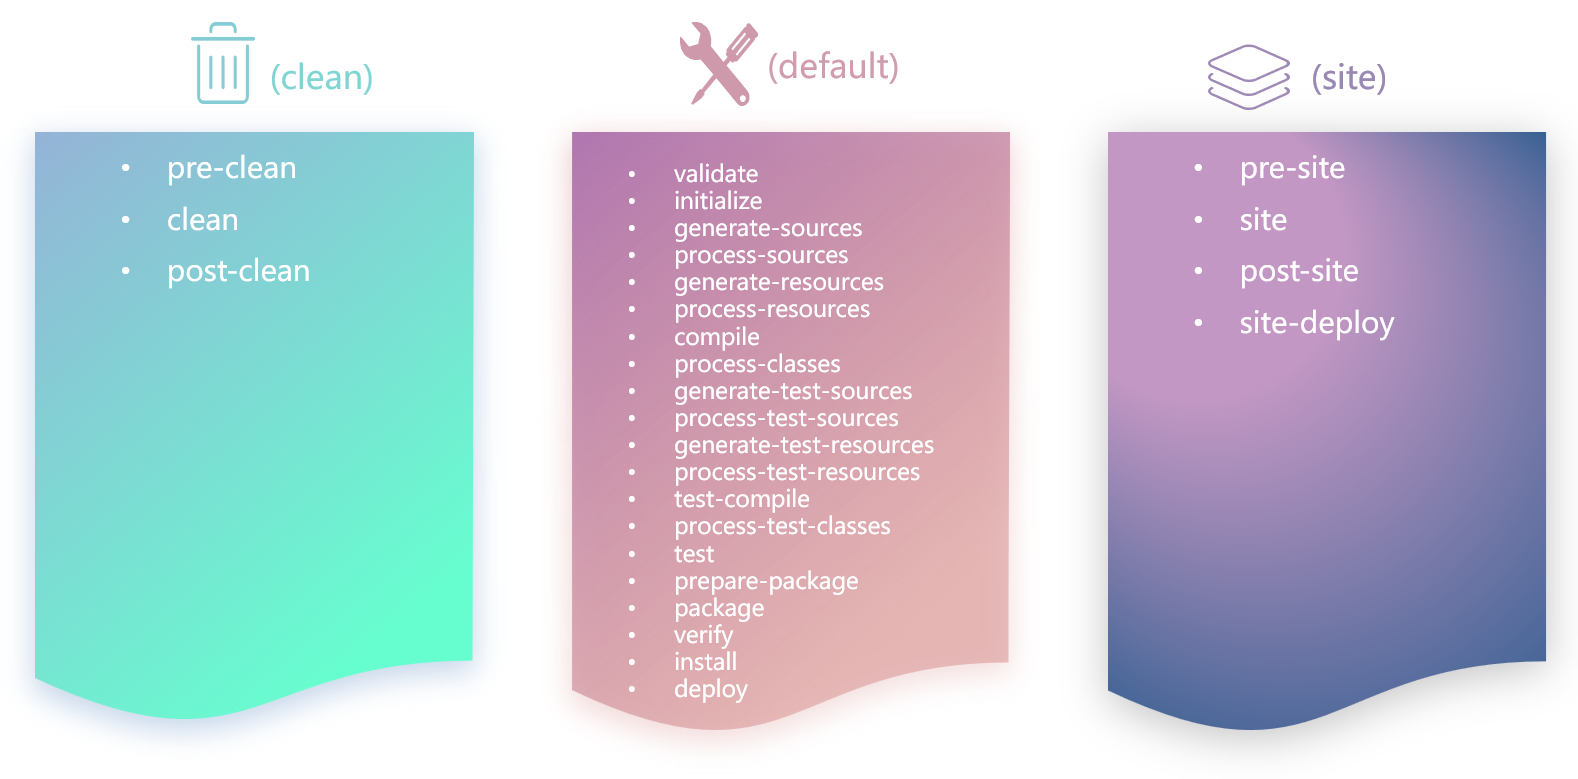 (clean)
• pre-clean
• clean
• post-clean
(default)
• validate
• initialize
• generate-sources
• process-sources
• generate-resources
• process-resources
• compile
• process-classes
• generate-test-sources
• process-test-sources
• generate-test-resources
• process-test-resources
• test-compile
• process-test-classes
• test
• prepare-package
• package
• verify
• install
• deploy
(site)
• pre-site
• site
• post-site
• site-deploy